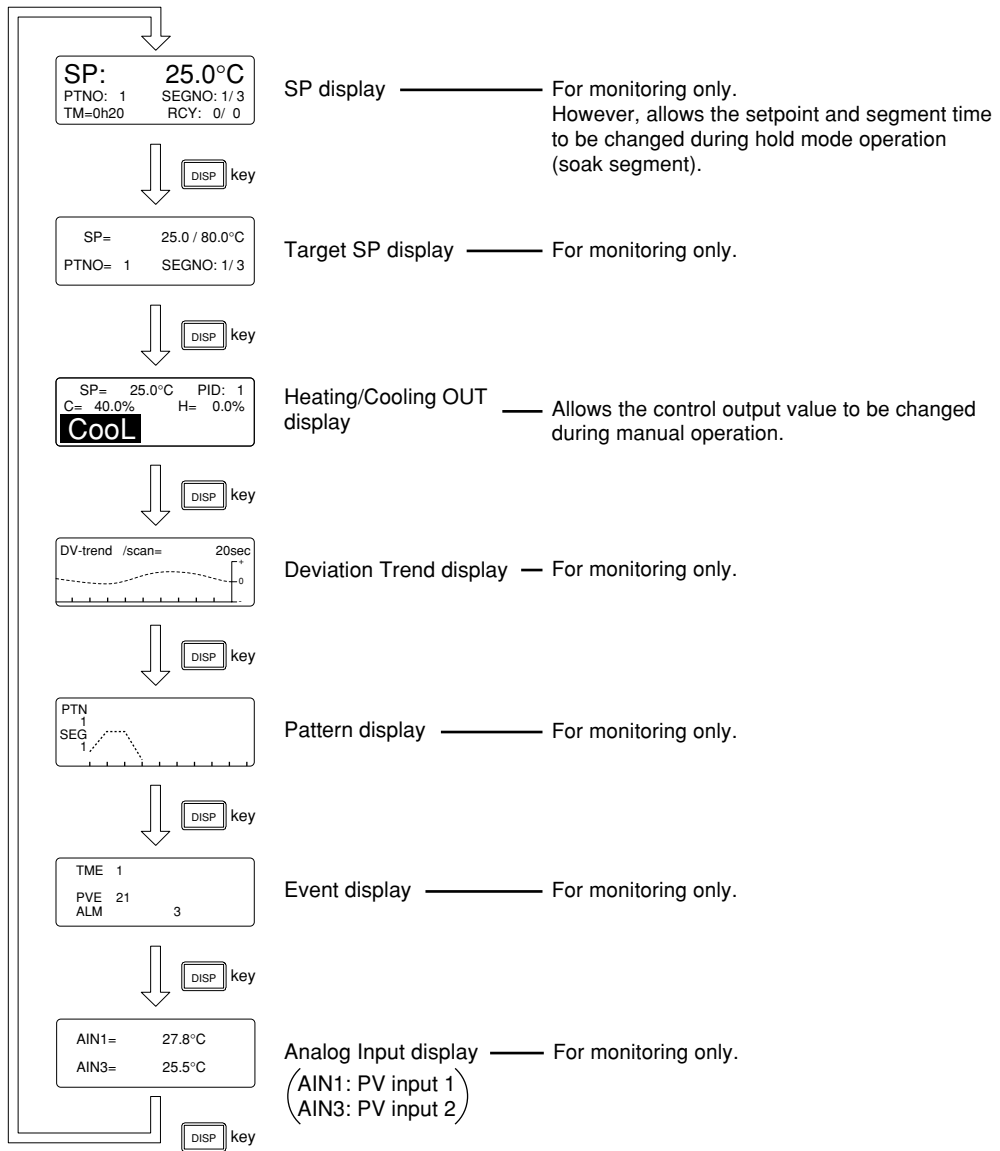 SP: 25.0°C
PTNO: 1 SEGNO: 1/ 3
TM=0h20 RCY: 0/ 0
SP display
For monitoring only.
However, allows the setpoint and segment time
to be changed during hold mode operation
(soak segment).
DISP key
SP= 25.0 / 80.0°C
PTNO= 1 SEGNO: 1/ 3
Target SP display
For monitoring only.
DISP key
SP= 25.0°C PID: 1
C= 40.0% H= 0.0%
CooL
Heating/Cooling OUT
display
Allows the control output value to be changed
during manual operation.
DISP key
DV-trend /scan= 20sec
+
0
-
Deviation Trend display
For monitoring only.
DISP key
PTN
1
SEG
1
Pattern display
For monitoring only.
DISP key
TME 1
PVE 21
ALM 3
Event display
For monitoring only.
DISP key
AIN1= 27.8°C
AIN3= 25.5°C
Analog Input display
(AIN1: PV input 1
AIN3: PV input 2)
For monitoring only.
DISP key